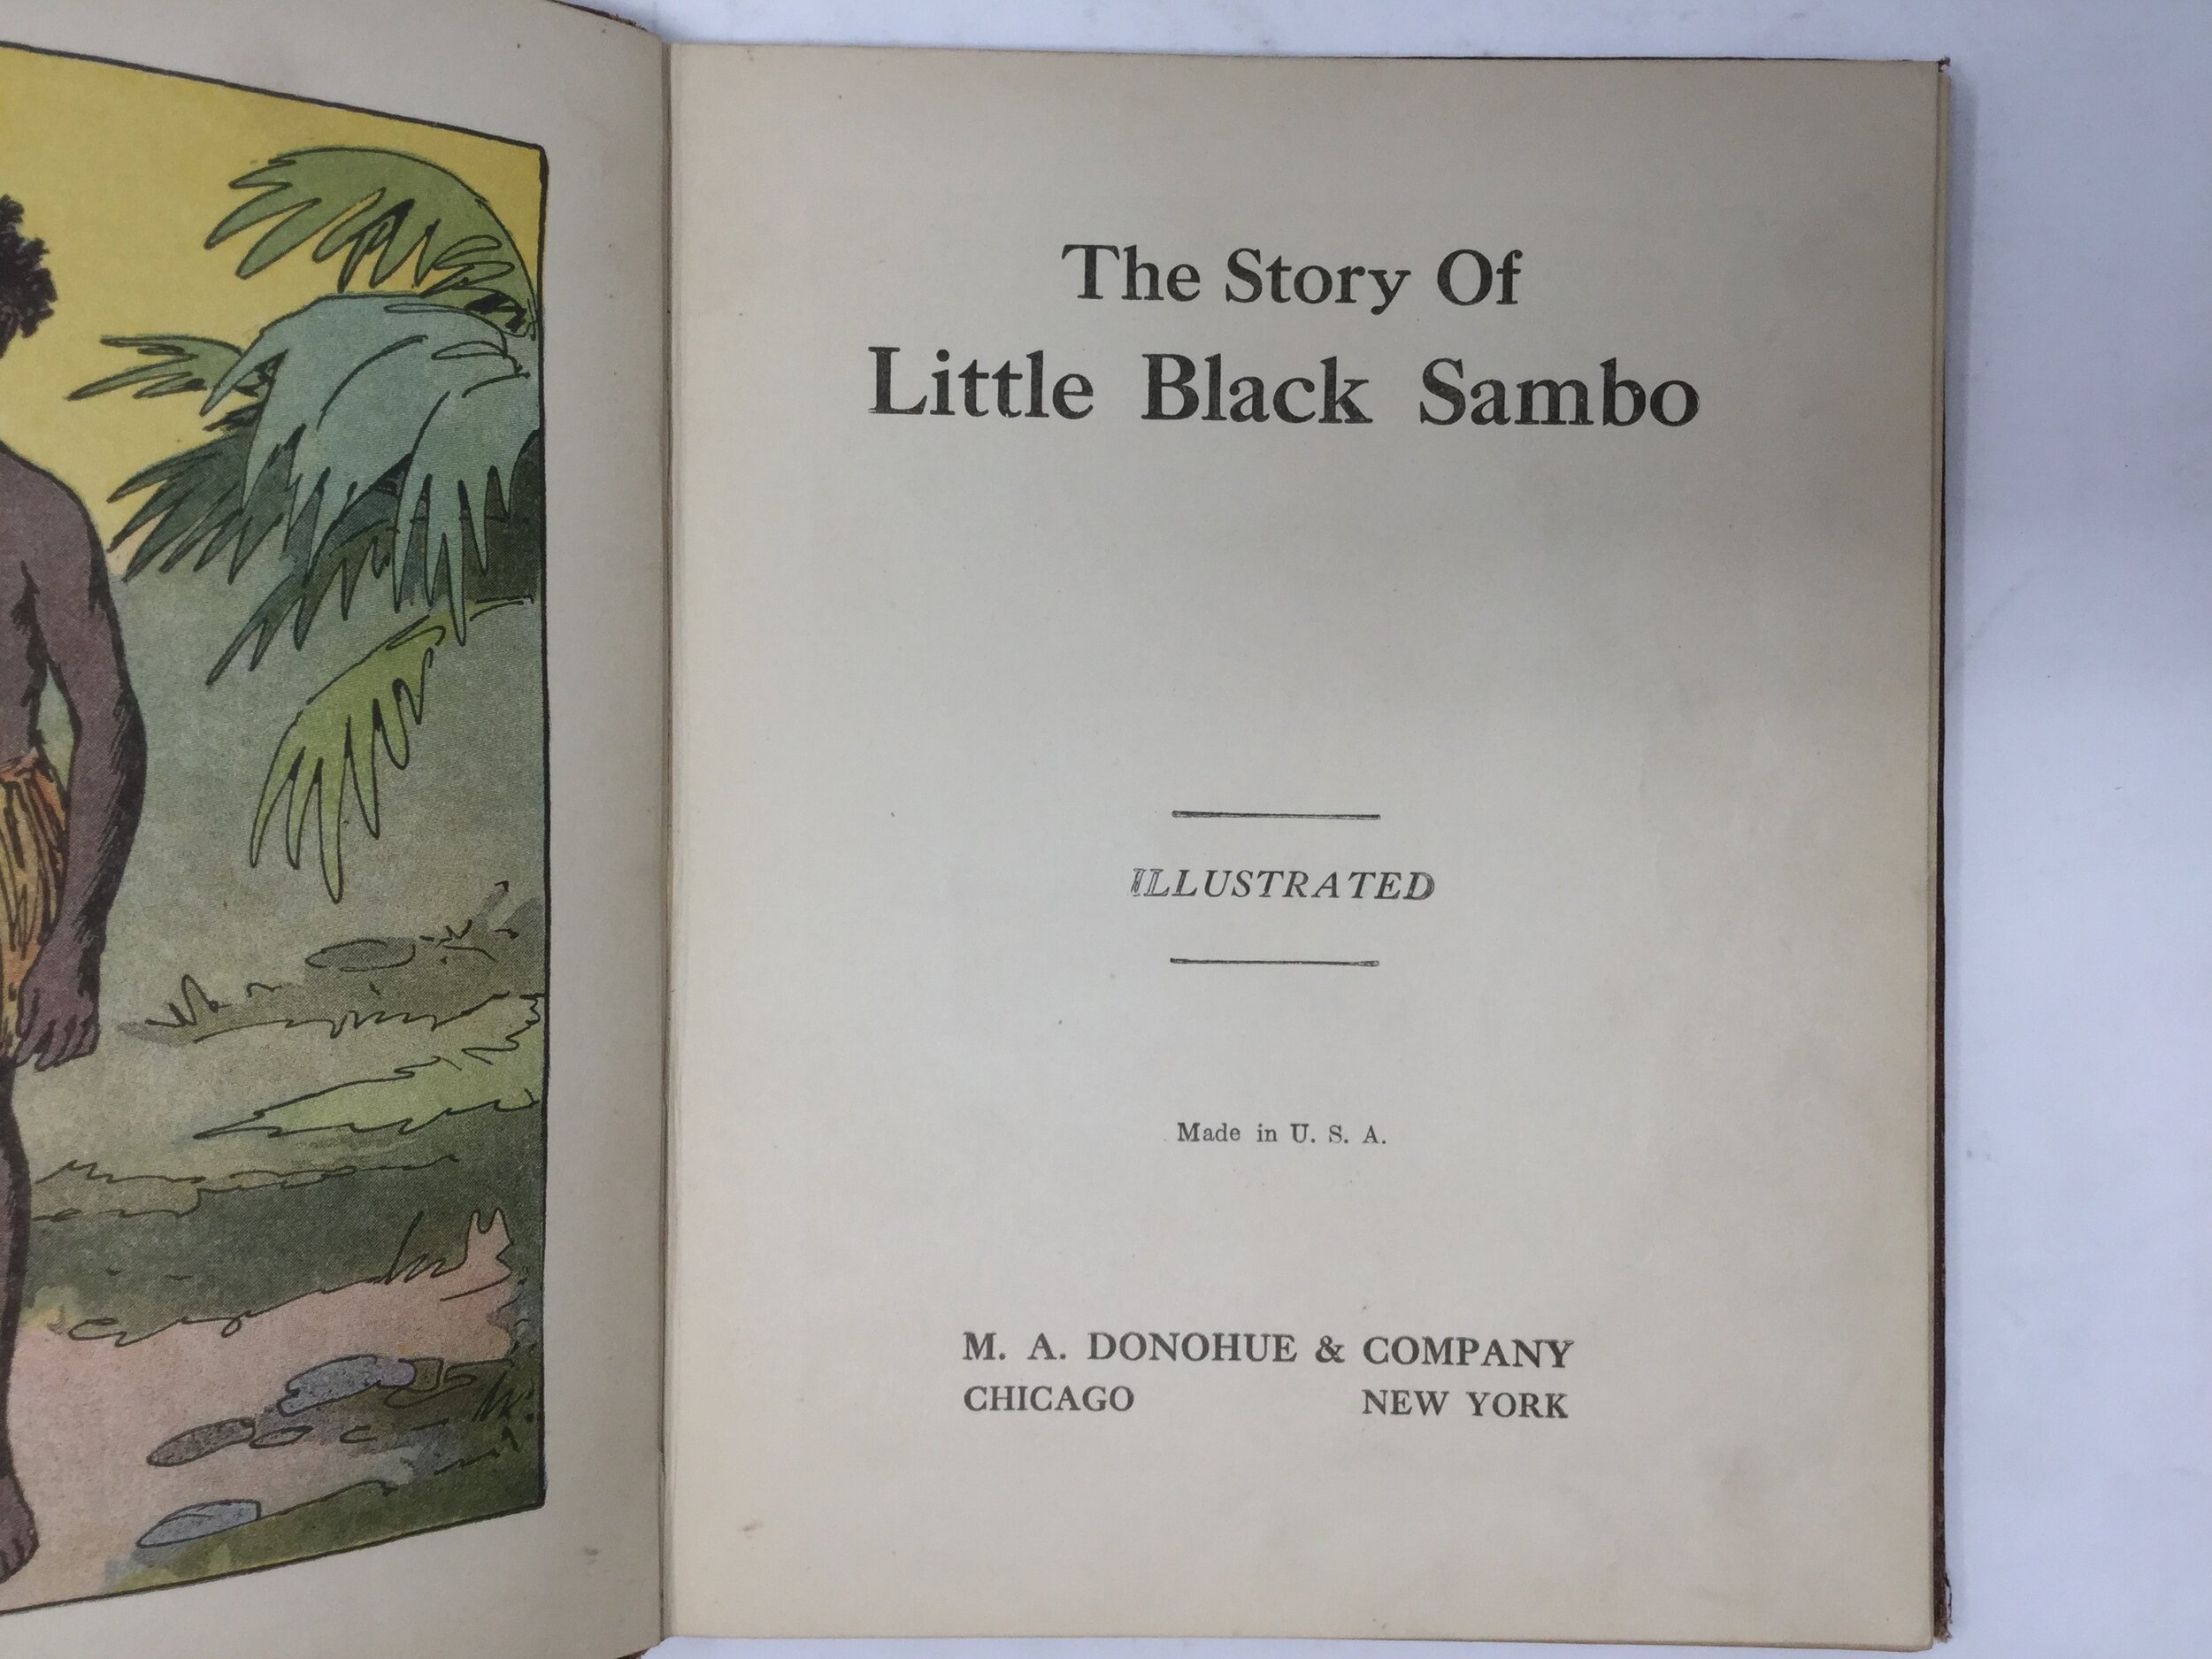 The Story Of
Little Black Sambo
ILLUSTRATED
Made in U. S. A.
M. A. DONOHUE & COMPANY
CHICAGO NEW YORK